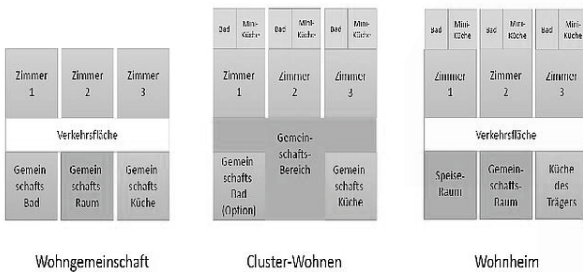 Zimmer
1
Zimmer
2
Zimmer
3
Verkehrsfläche
Gemein
schafts
Bad
Gemein
schafts
Raum
Gemein
schafts
Küche
Wohngemeinschaft
Bad
Mini-
Küche
Bad
Mini-
Küche
Bad
Mini-
Küche
Zimmer
1
Zimmer
2
Zimmer
3
Gemein-
schafts-
Bereich
Gemein
schafts
Bad
(Option)
Gemein
schafts
Küche
Cluster-Wohnen
Bad
Mini-
Küche
Bad
Mini-
Küche
Bad
Mini-
Küche
Zimmer
1
Zimmer
2
Zimmer
3
Verkehrsfläche
Speise-
Raum
Gemein-
schafts-
Raum
Küche
des
Trägers
Wohnheim